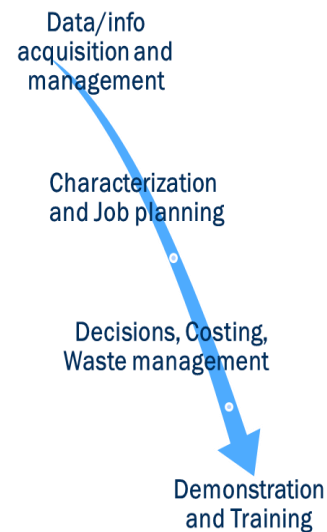 Data/info
acquisition and
management
Characterization
and Job planning
Decisions, Costing,
Waste management
Demonstration
and Training